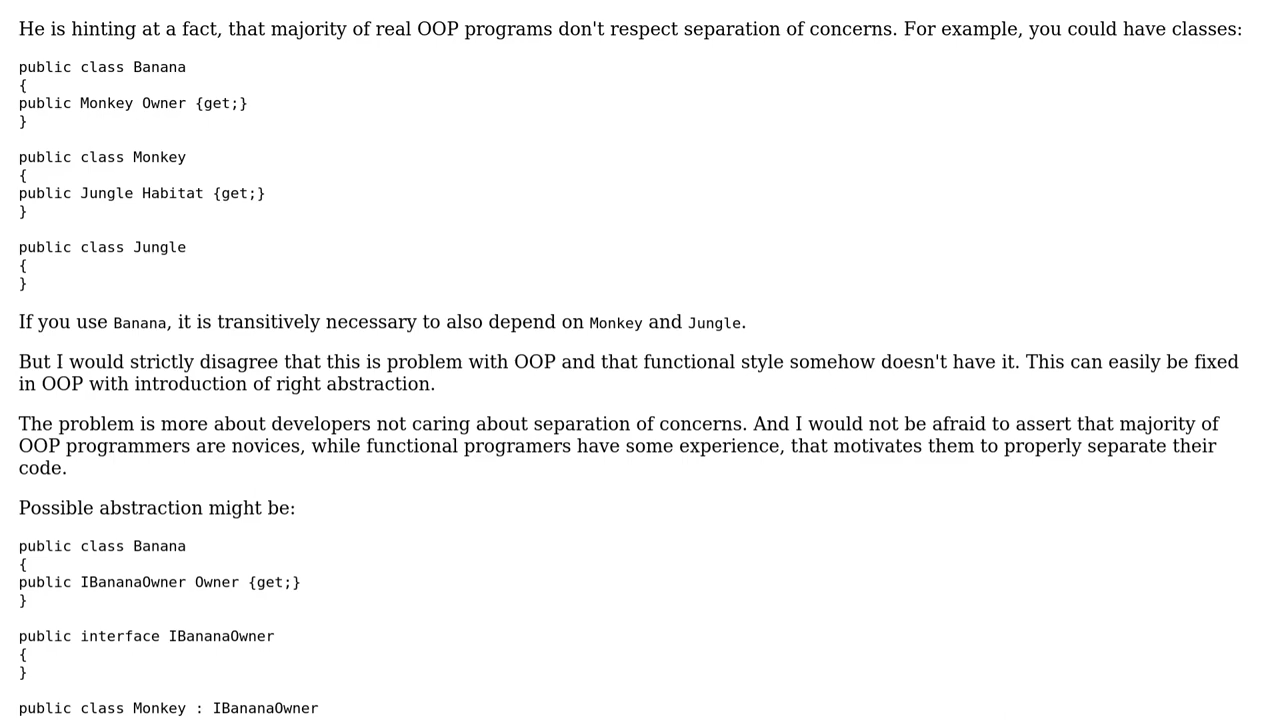 He is hinting at a fact, that majority of real OOP programs don't respect separation of concerns. For example, you could have classes:
public class Banana
{
public Monkey Owner {get;}
}
public class Monkey
{
public Jungle Habitat {get;}
}
public class Jungle
{
}
If you use Banana, it is transitively necessary to also depend on Monkey and Jungle.
But I would strictly disagree that this is problem with OOP and that functional style somehow doesn't have it. This can easily be fixed
in OOP with introduction of right abstraction.
The problem is more about developers not caring about separation of concerns. And I would not be afraid to assert that majority of
OOP programmers are novices, while functional programers have some experience, that motivates them to properly separate their
code.
Possible abstraction might be:
public class Banana
{
public IBananaOwner Owner {get;}
}
public interface IBananaOwner
{
}
public class Monkey : IBananaOwner